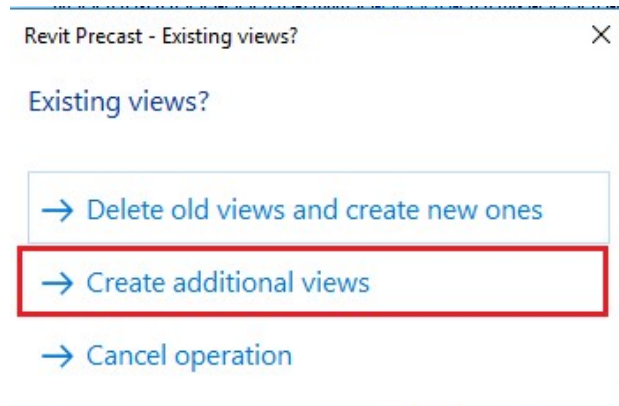 Revit Precast - Existing views?
Existing views?
Delete old views and create new ones
Create additional views
Cancel operation